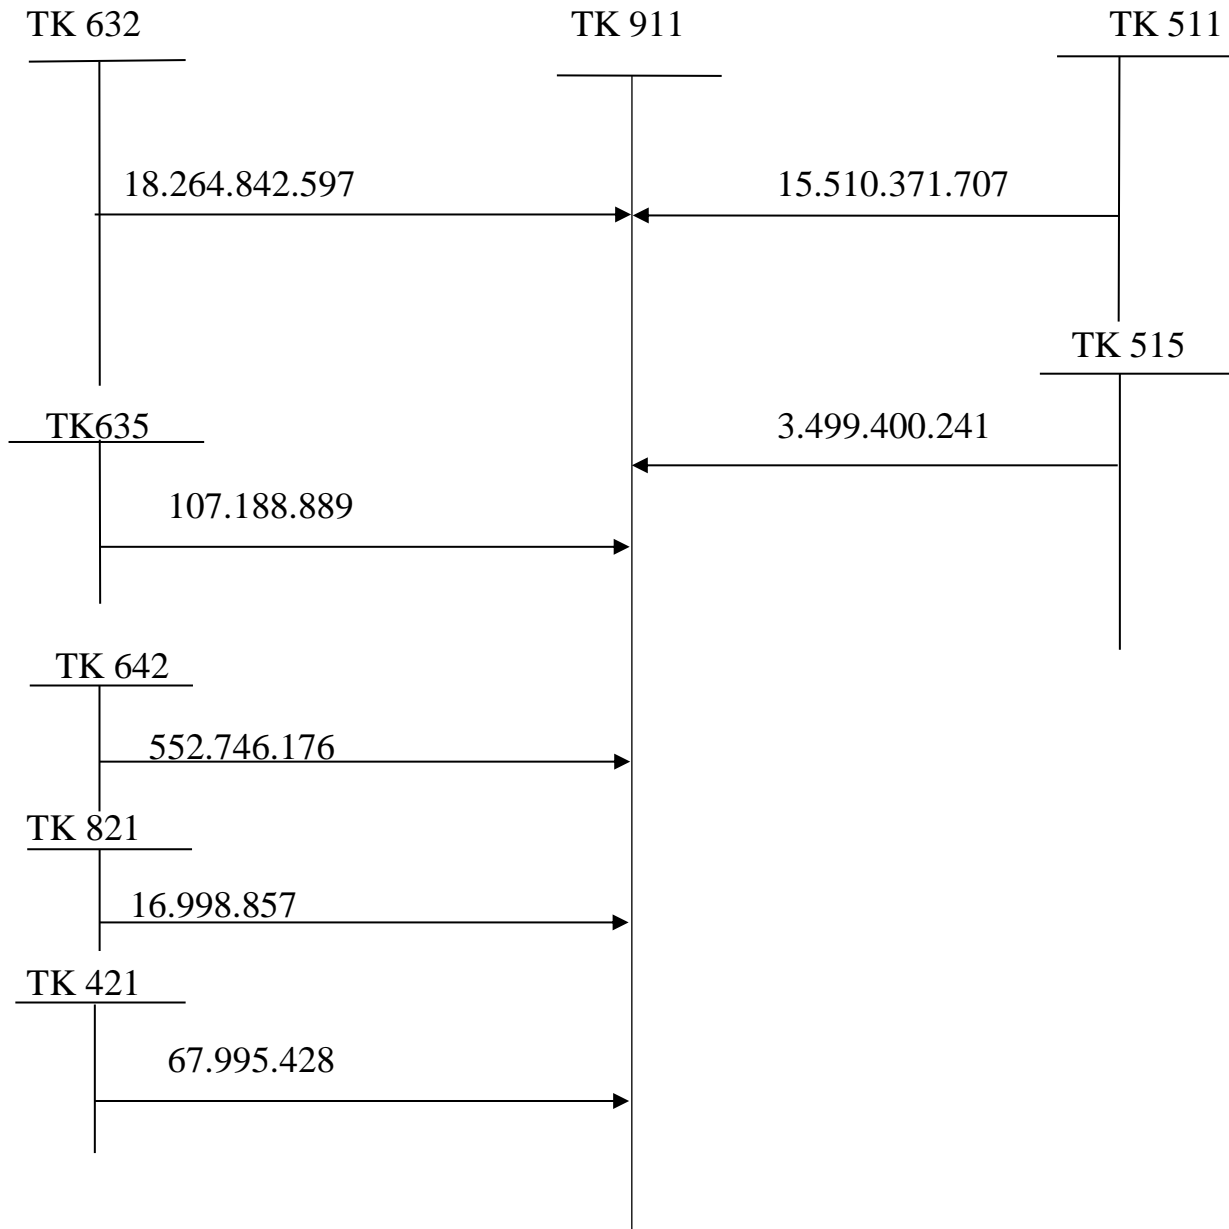 TK 632 TK 911 TK 511
18.264.842.597 15.510.371.707
TK 515
TK635 3.499.400.241
107.188.889
TK 642
552.746.176
TK 821
16.998.857
TK 421
67.995.428